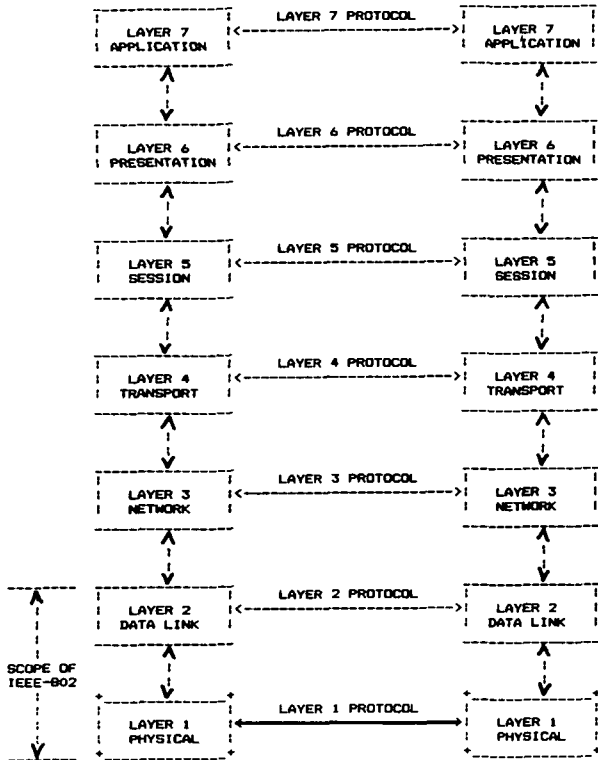 LAYER 7 PROTOCOL
LAYER 7
APPLICATION
LAYER 7
APPLICATION
LAYER 6 PROTOCOL
LAYER 6
PRESENTATION
LAYER 6
PRESENTATION
LAYER 5 PROTOCOL
LAYER 5
SESSION
LAYER 5
SESSION
LAYER 4 PROTOCOL
LAYER 4
TRANSPORT
LAYER 4
TRANSPORT
LAYER 3 PROTOCOL
LAYER 3
NETWORK
LAYER 3
NETWORK
LAYER 2 PROTOCOL
LAYER 2
DATA LINK
LAYER 2
DATA LINK
SCOPE OF
IEEE-802
LAYER 1 PROTOCOL
LAYER 1
PHYSICAL
LAYER 1
PHYSICAL